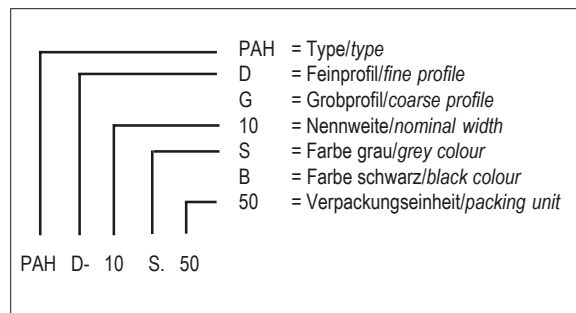 PAH = Type/type
D = Feinprofil/fine profile
G = Grobprofil/coarse profile
10 = Nennweite/nominal width
S = Farbe grau/grey colour
B = Farbe schwarz/black colour
50 = Verpackungseinheit/packing unit
PAH D- 10 S. 50